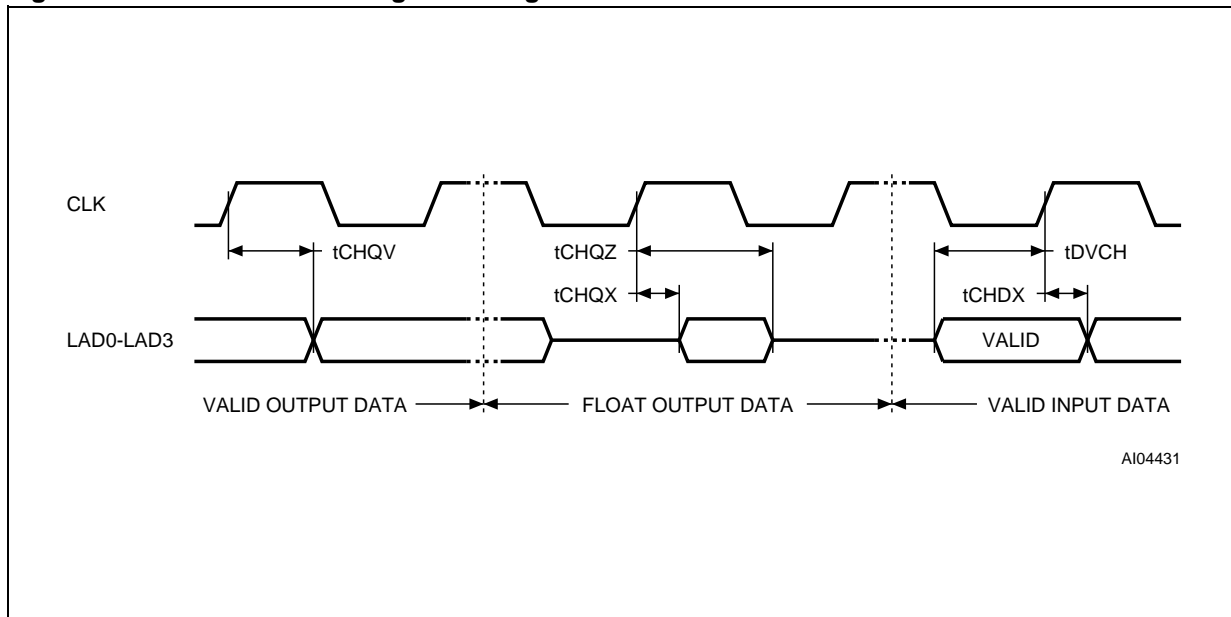 CLK
tCHQV
tCHQZ
tDVCH
tCHQX
tCHDX
LAD0-LAD3
VALID
VALID OUTPUT DATA
FLOAT OUTPUT DATA
VALID INPUT DATA
AI04431